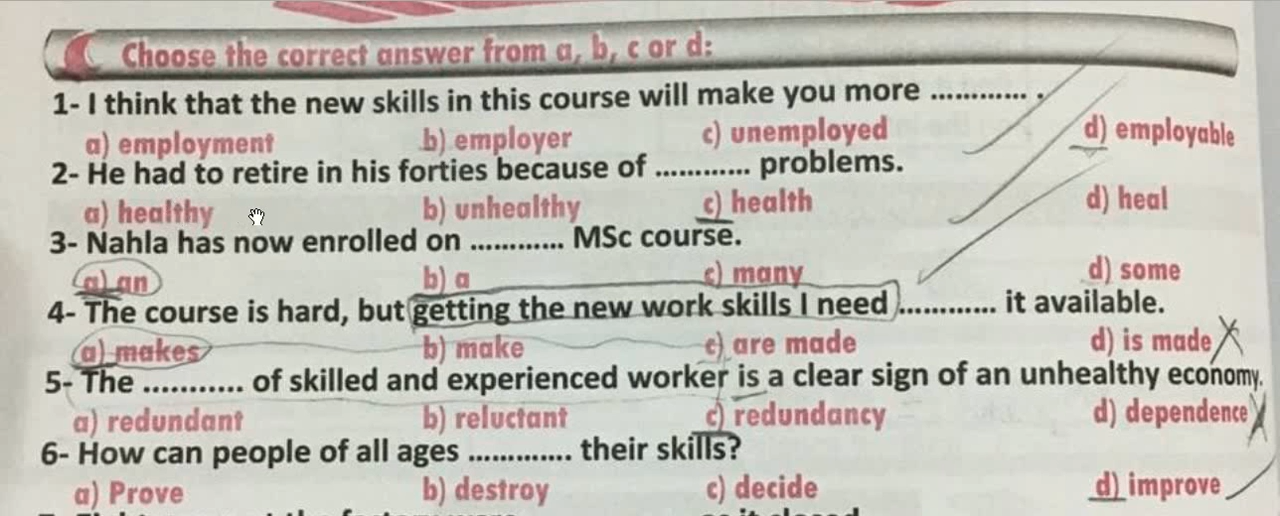 Choose the correct answer from a, b, c or d:
1- I think that the new skills in this course will make you more ............. .
a) employment b) employer c) unemployed d) employable
2- He had to retire in his forties because of ............ problems.
a) healthy b) unhealthy c) health d) heal
3- Nahla has now enrolled on ............ MSc course.
a) an b) a c) many d) some
4- The course is hard, but getting the new work skills I need ............. it available.
a) makes b) make c) are made d) is made
5- The ........... of skilled and experienced worker is a clear sign of an unhealthy economy.
a) redundant b) reluctant c) redundancy d) dependence
6- How can people of all ages ............. their skills?
a) Prove b) destroy c) decide d) improve